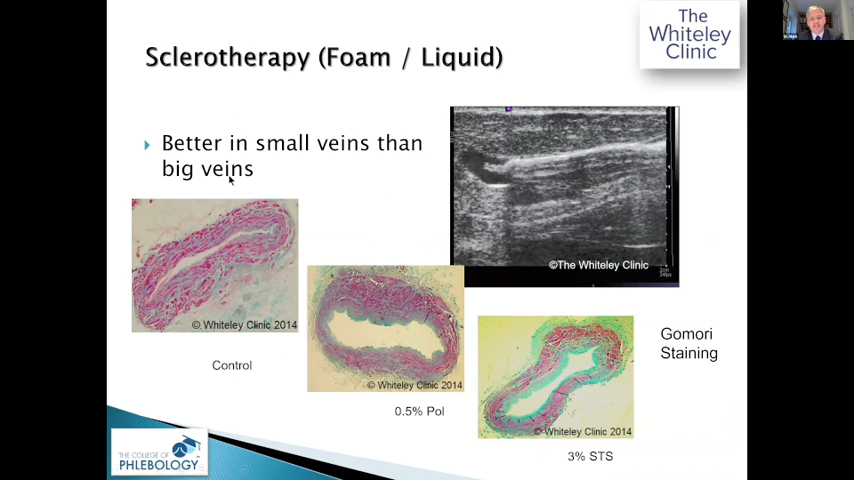 Sclerotherapy (Foam / Liquid)
The
Whiteley
Clinic
Better in small veins than
big veins
©The Whiteley Clinic
© Whiteley Clinic 2014
© Whiteley Clinic 2014
© Whiteley Clinic 2014
Gomori
Staining
Control
0.5% Pol
3% STS
THE COLLEGE OF
PHLEBOLOGY